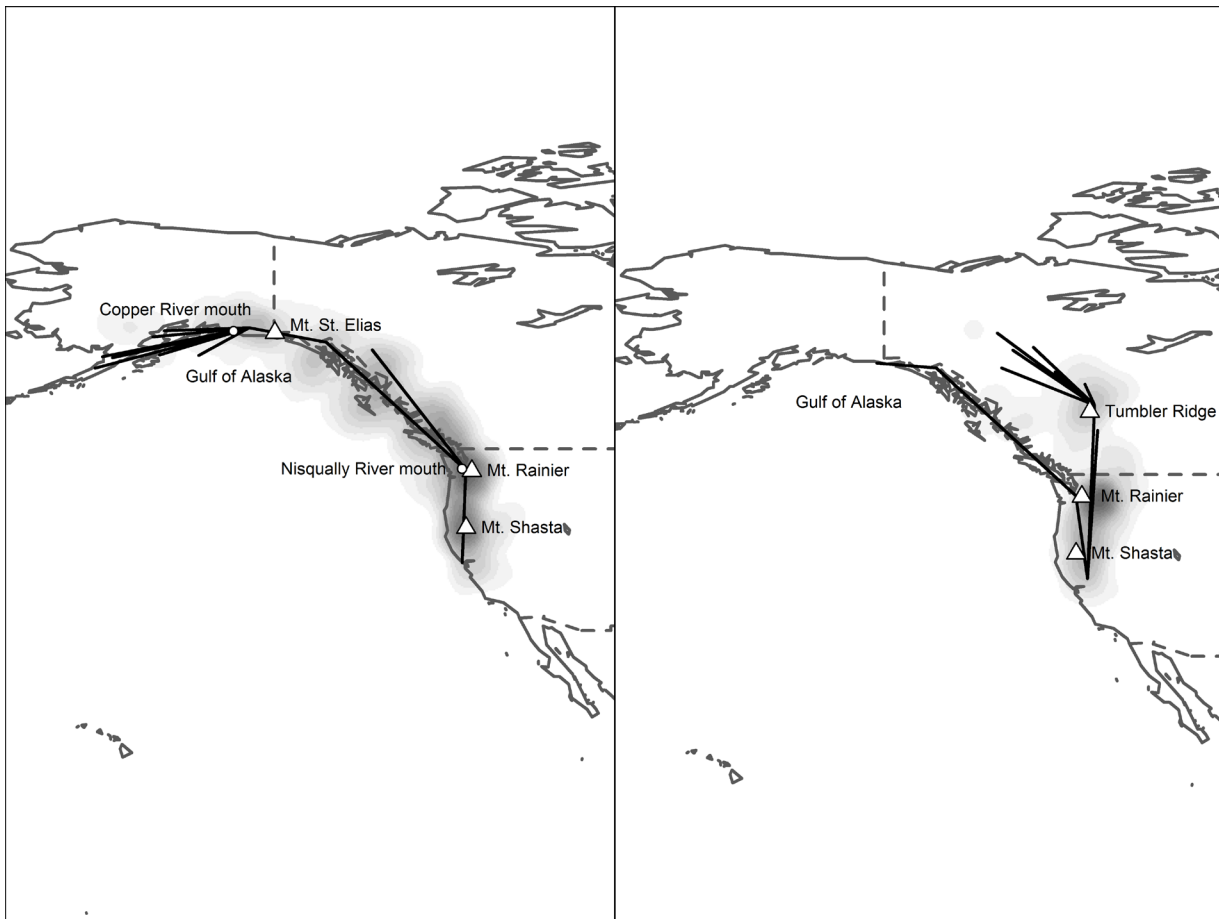 Copper River mouth
Mt. St. Elias
Gulf of Alaska
Nisqually River mouth
Mt. Rainier
Mt. Shasta
Gulf of Alaska
Tumbler Ridge
Mt. Rainier
Mt. Shasta